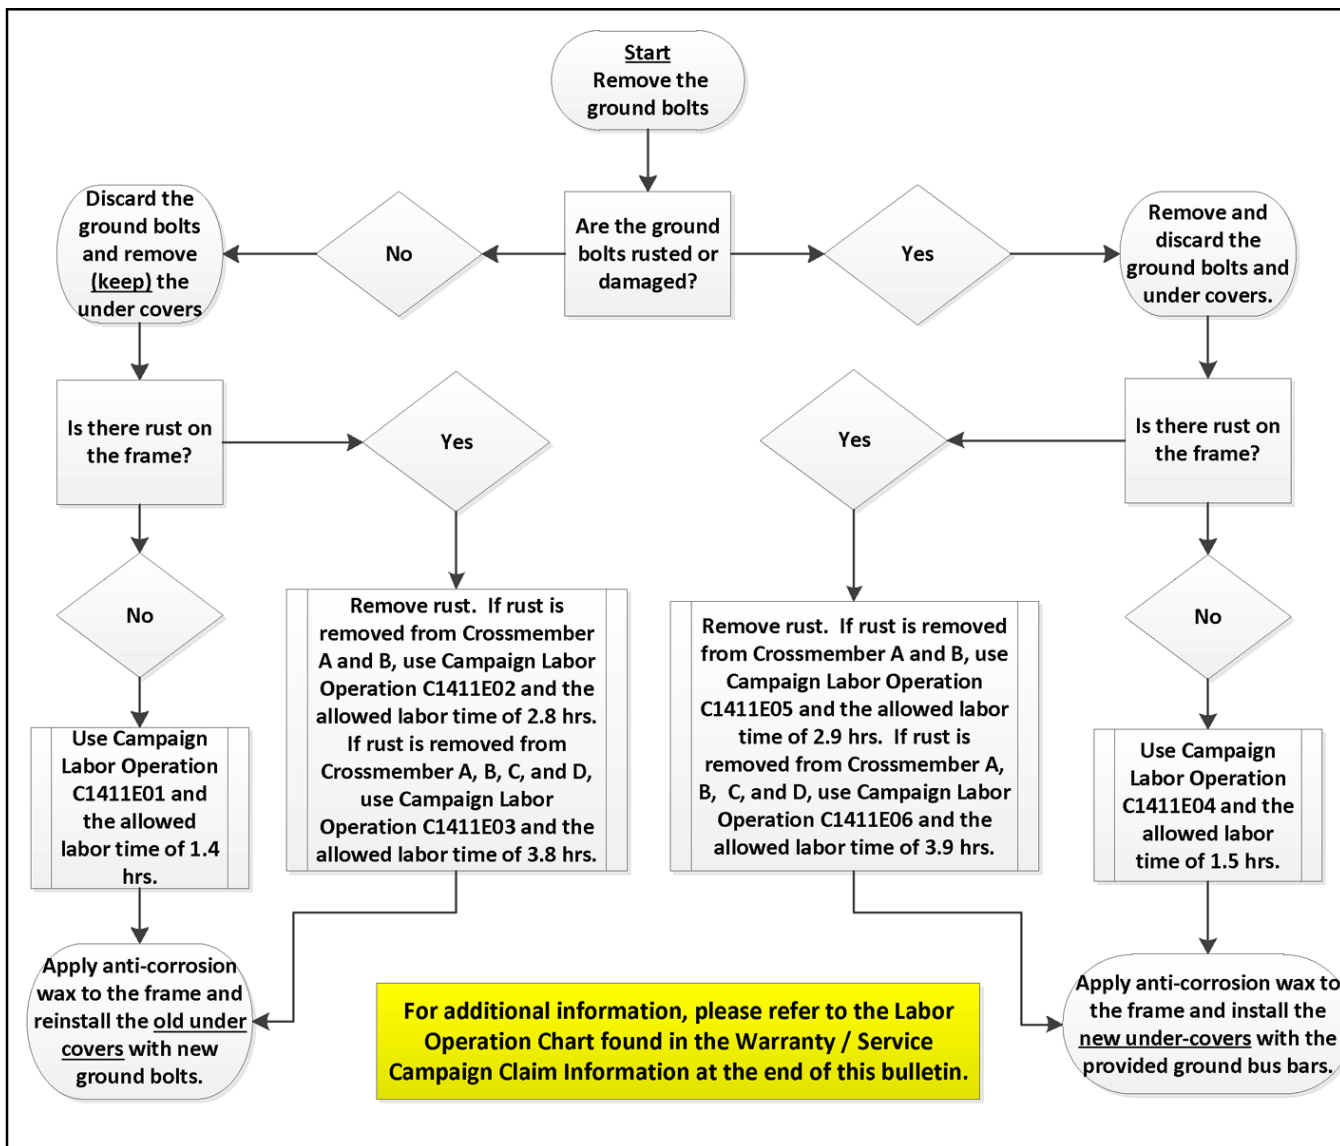 Start
Remove the
ground bolts
Discard the
ground bolts
and remove
(keep) the
under covers
No
Are the ground
bolts rusted or
damaged?
Yes
Remove and
discard the
ground bolts and
under covers.
Is there rust on
the frame?
Yes
Yes
Is there rust on
the frame?
No
Remove rust.  If rust is
removed from Crossmember
A and B, use Campaign Labor
Operation C1411E02 and the
allowed labor time of 2.8 hrs.
If rust is removed from
Crossmember A, B, C, and D,
use Campaign Labor
Operation C1411E03 and the
allowed labor time of 3.8 hrs.
Remove rust.  If rust is removed
from Crossmember A and B, use
Campaign Labor Operation
C1411E05 and the allowed labor
time of 2.9 hrs.  If rust is
removed from Crossmember A,
B,  C, and D, use Campaign Labor
Operation C1411E06 and the
allowed labor time of 3.9 hrs.
No
Use Campaign
Labor Operation
C1411E01 and
the allowed
labor time of 1.4
hrs.
Use Campaign
Labor Operation
C1411E04 and the
allowed labor
time of 1.5 hrs.
Apply anti-corrosion
wax to the frame and
reinstall the old under
covers with new
ground bolts.
For additional information, please refer to the Labor
Operation Chart found in the Warranty / Service
Campaign Claim Information at the end of this bulletin.
Apply anti-corrosion wax to
the frame and install the
new under-covers with the
provided ground bus bars.